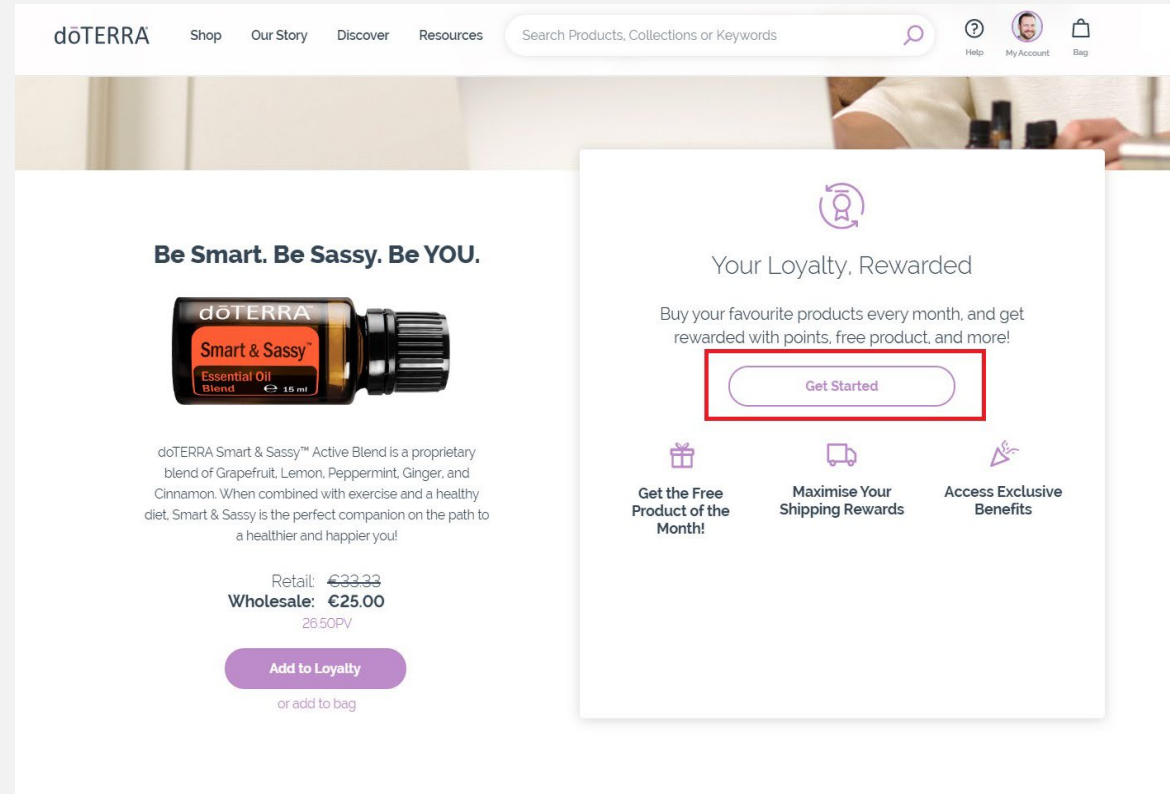 dōTERRA
Shop
Our Story
Discover
Resources
Search Products, Collections or Keywords
Help
My Account
Bag
Be Smart. Be Sassy. Be YOU.
dōTERRA
Smart & Sassy™
Essential Oil
Blend ℮ 15 ml
doTERRA Smart & Sassy™ Active Blend is a proprietary
blend of Grapefruit, Lemon, Peppermint, Ginger, and
Cinnamon. When combined with exercise and a healthy
diet, Smart & Sassy is the perfect companion on the path to
a healthier and happier you!
Retail: €33.33
Wholesale: €25.00
26.50PV
Add to Loyalty
or add to bag
Your Loyalty, Rewarded
Buy your favourite products every month, and get
rewarded with points, free product, and more!
Get Started
Get the Free
Product of the
Month!
Maximise Your
Shipping Rewards
Access Exclusive
Benefits